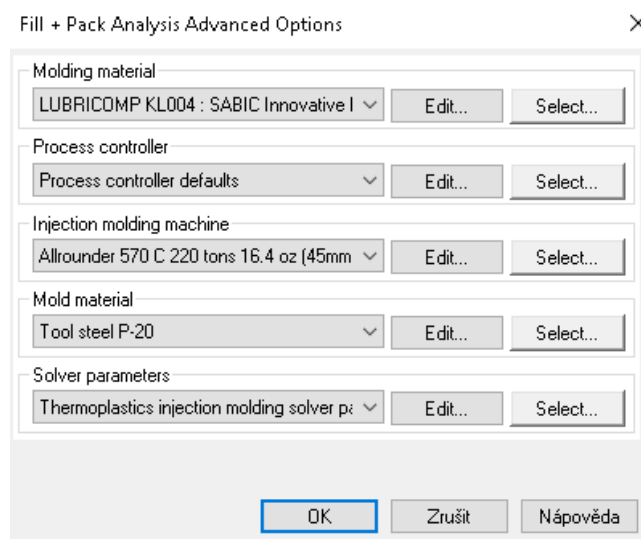 Fill + Pack Analysis Advanced Options
Molding material
LUBRICOMP KL004 : SABIC Innovative I Edit... Select...
Process controller
Process controller defaults Edit... Select...
Injection molding machine
Allrounder 570 C 220 tons 16.4 oz (45mm Edit... Select...
Mold material
Tool steel P-20 Edit... Select...
Solver parameters
Thermoplastics injection molding solver pa Edit... Select...
OK Zrušit Nápověda